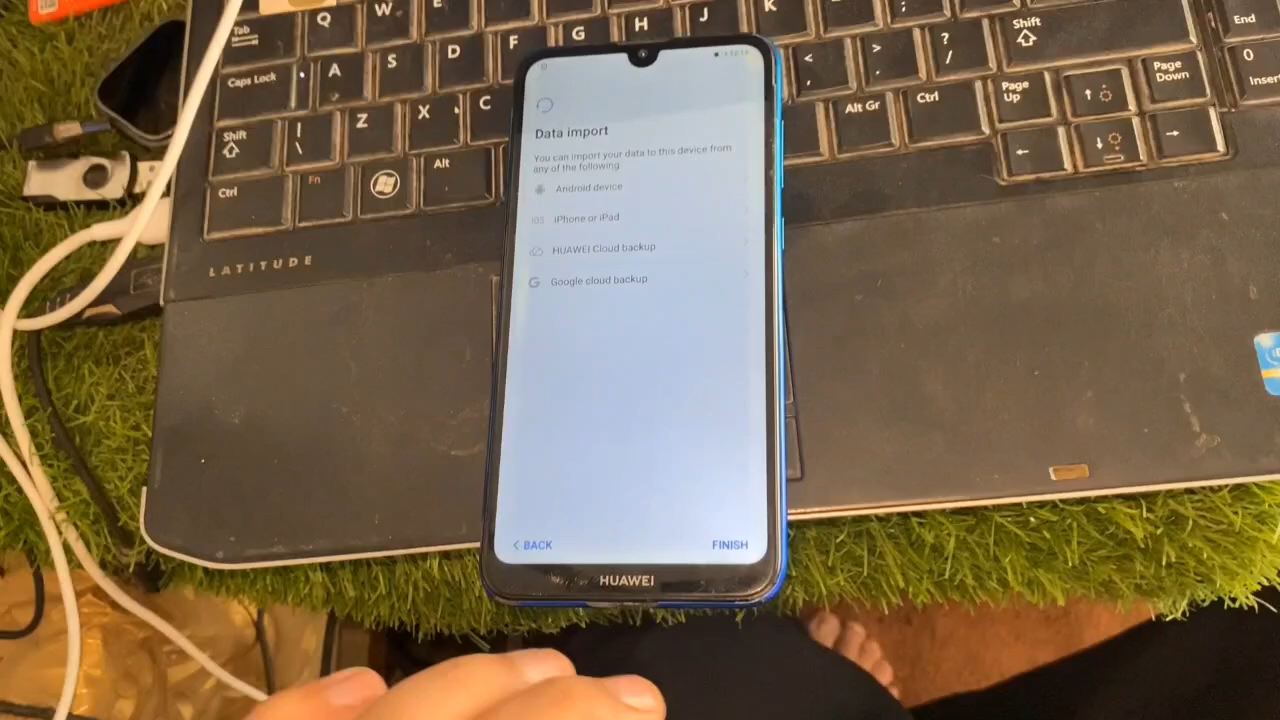 Tab
Q
W
E
Caps Lock
A
S
D
F
G
H
J
K
Shift
Z
X
C
Ctrl
Fn
Alt
LATITUDE
Alt Gr
Ctrl
< ,
> .
? /
Shift
Page Up
Page Down
End
0
Insert
Data import
You can import your data to this device from
any of the following:
Android device
iOS iPhone or iPad
HUAWEI Cloud backup
G Google cloud backup
< BACK
FINISH
HUAWEI